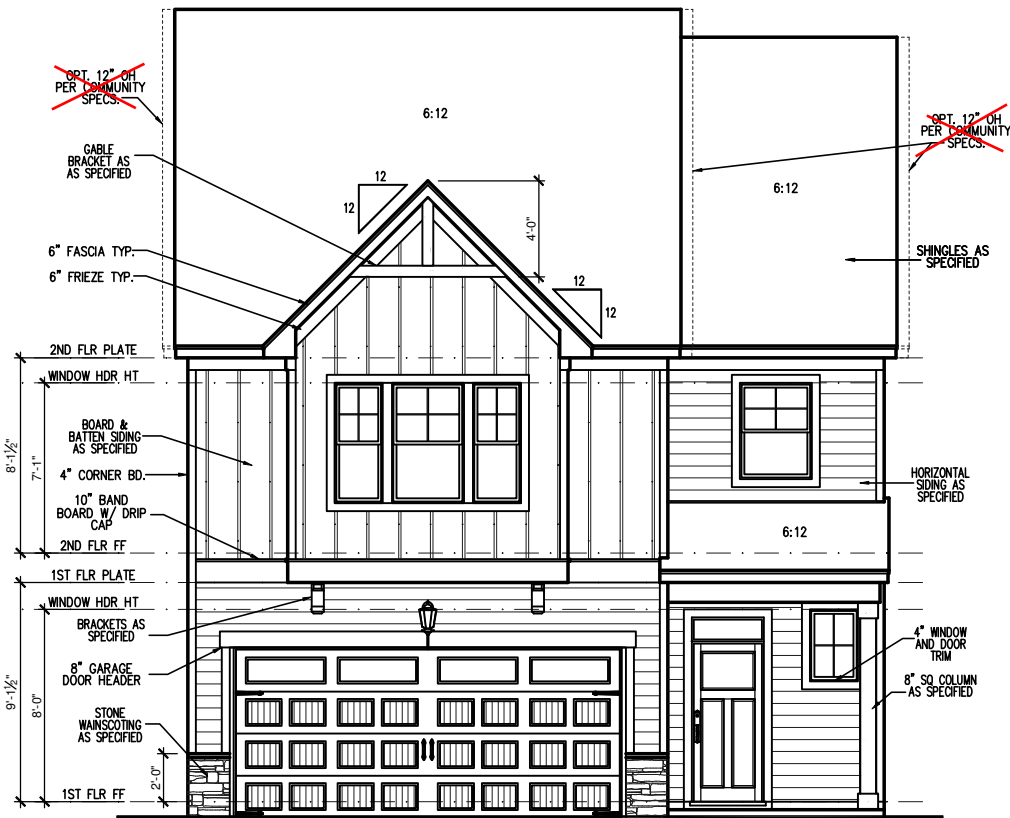 OPT. 12" OH
PER COMMUNITY
SPECS.
6:12
OPT. 12" OH
PER COMMUNITY
SPECS.
GABLE
BRACKET AS
AS SPECIFIED
12
12
6:12
4'-0"
6" FASCIA TYP.
6" FRIEZE TYP.
SHINGLES AS
SPECIFIED
12
12
2ND FLR PLATE
WINDOW HDR HT
8'-1½"
7'-1"
BOARD &
BATTEN SIDING
AS SPECIFIED
4" CORNER BD.
HORIZONTAL
SIDING AS
SPECIFIED
10" BAND
BOARD W/ DRIP
CAP
6:12
2ND FLR FF
1ST FLR PLATE
WINDOW HDR HT
BRACKETS AS
SPECIFIED
4" WINDOW
AND DOOR
TRIM
8" GARAGE
DOOR HEADER
8" SQ COLUMN
AS SPECIFIED
9'-1½"
8'-0"
STONE
WAINSCOTING
AS SPECIFIED
2'-0"
1ST FLR FF